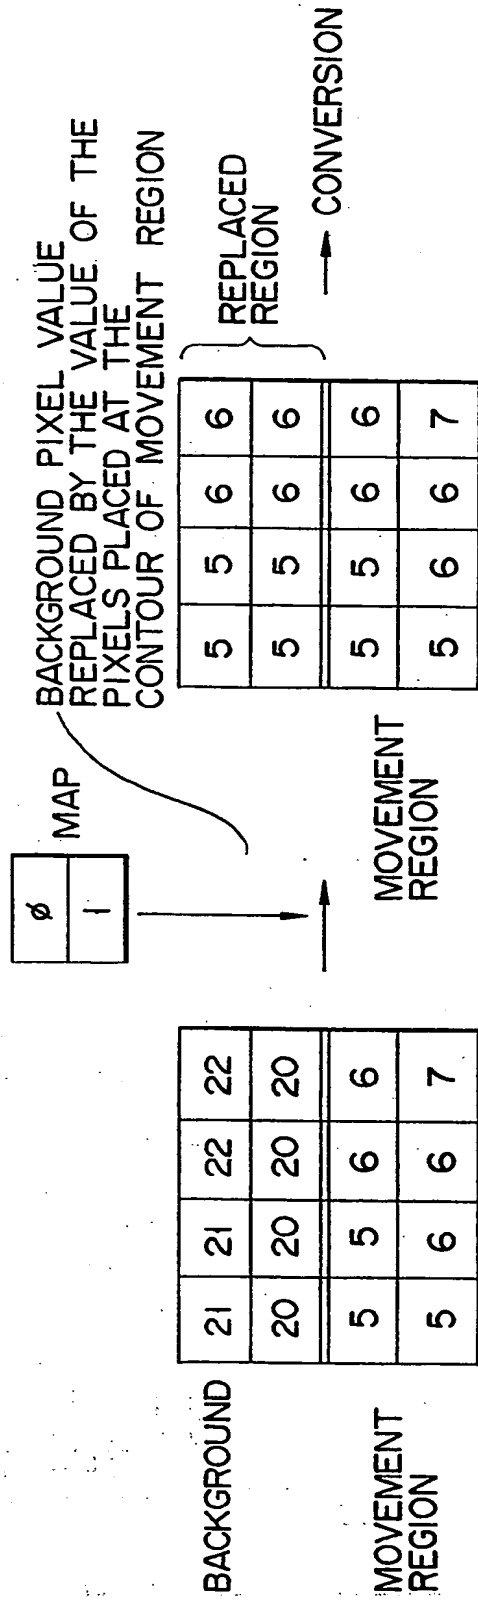 BACKGROUND
MOVEMENT
REGION
21 21 22 22
20 20 20 20
5 5 6 6
5 6 6 7
ø
1
MAP
BACKGROUND PIXEL VALUE
REPLACED BY THE VALUE OF THE
PIXELS PLACED AT THE
CONTOUR OF MOVEMENT REGION
MOVEMENT
REGION
5 5 6 6
5 5 6 6
5 5 6 6
5 6 6 7
REPLACED
REGION
CONVERSION